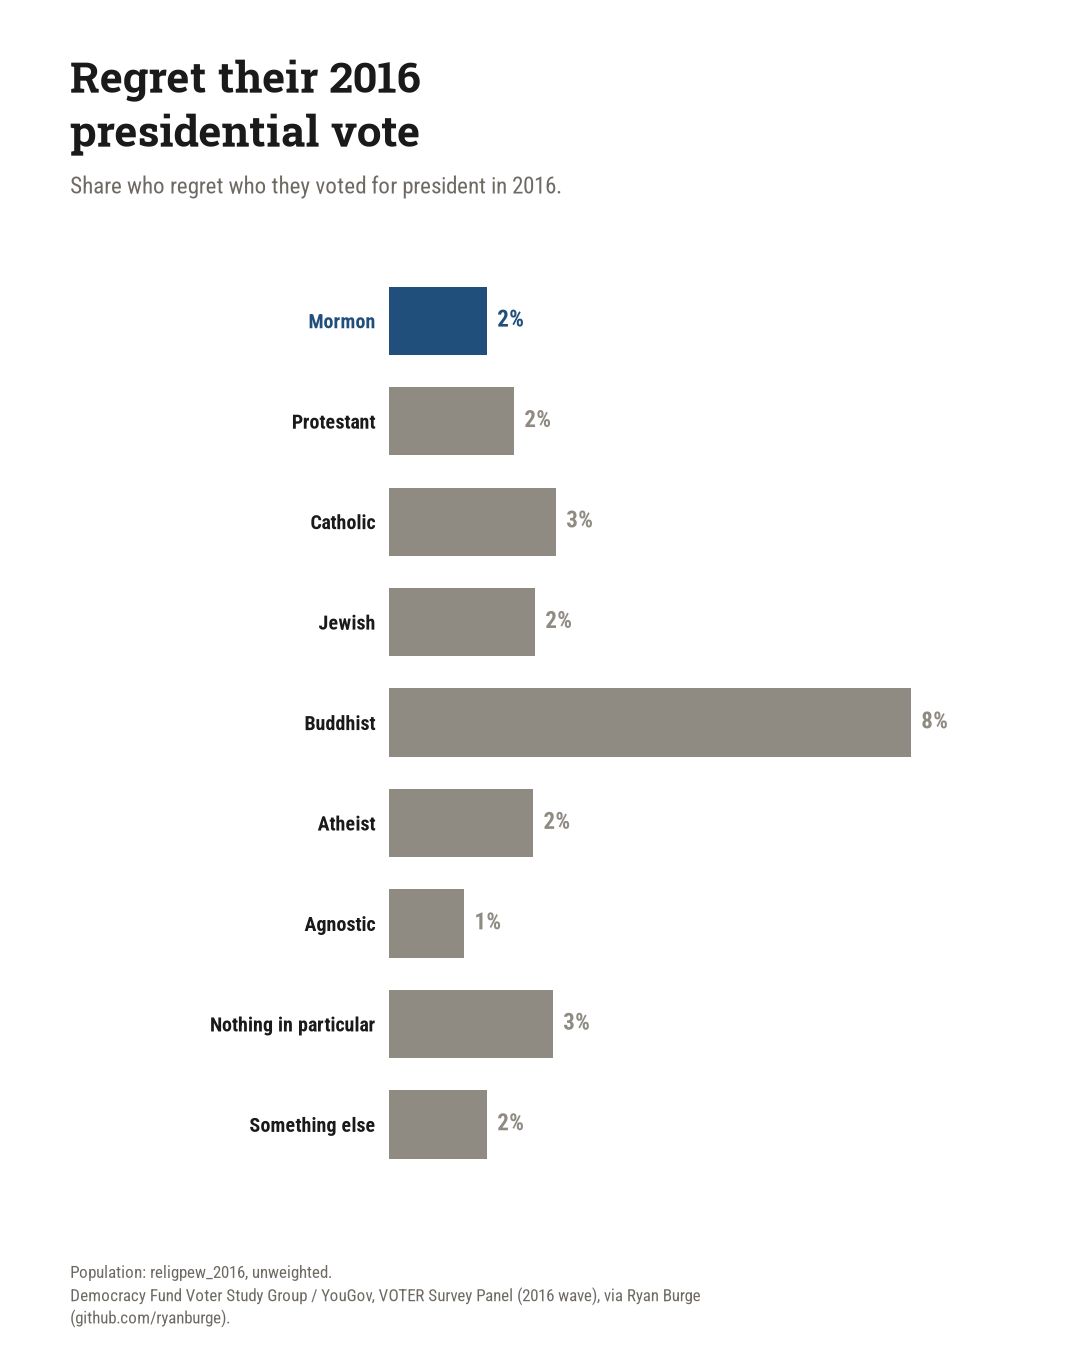 Regret their 2016
presidential vote
Share who regret who they voted for president in 2016.
Mormon 2%
Protestant 2%
Catholic 3%
Jewish 2%
Buddhist 8%
Atheist 2%
Agnostic 1%
Nothing in particular 3%
Something else 2%
Population: religpew_2016, unweighted.
Democracy Fund Voter Study Group / YouGov, VOTER Survey Panel (2016 wave), via Ryan Burge
(github.com/ryanburge).